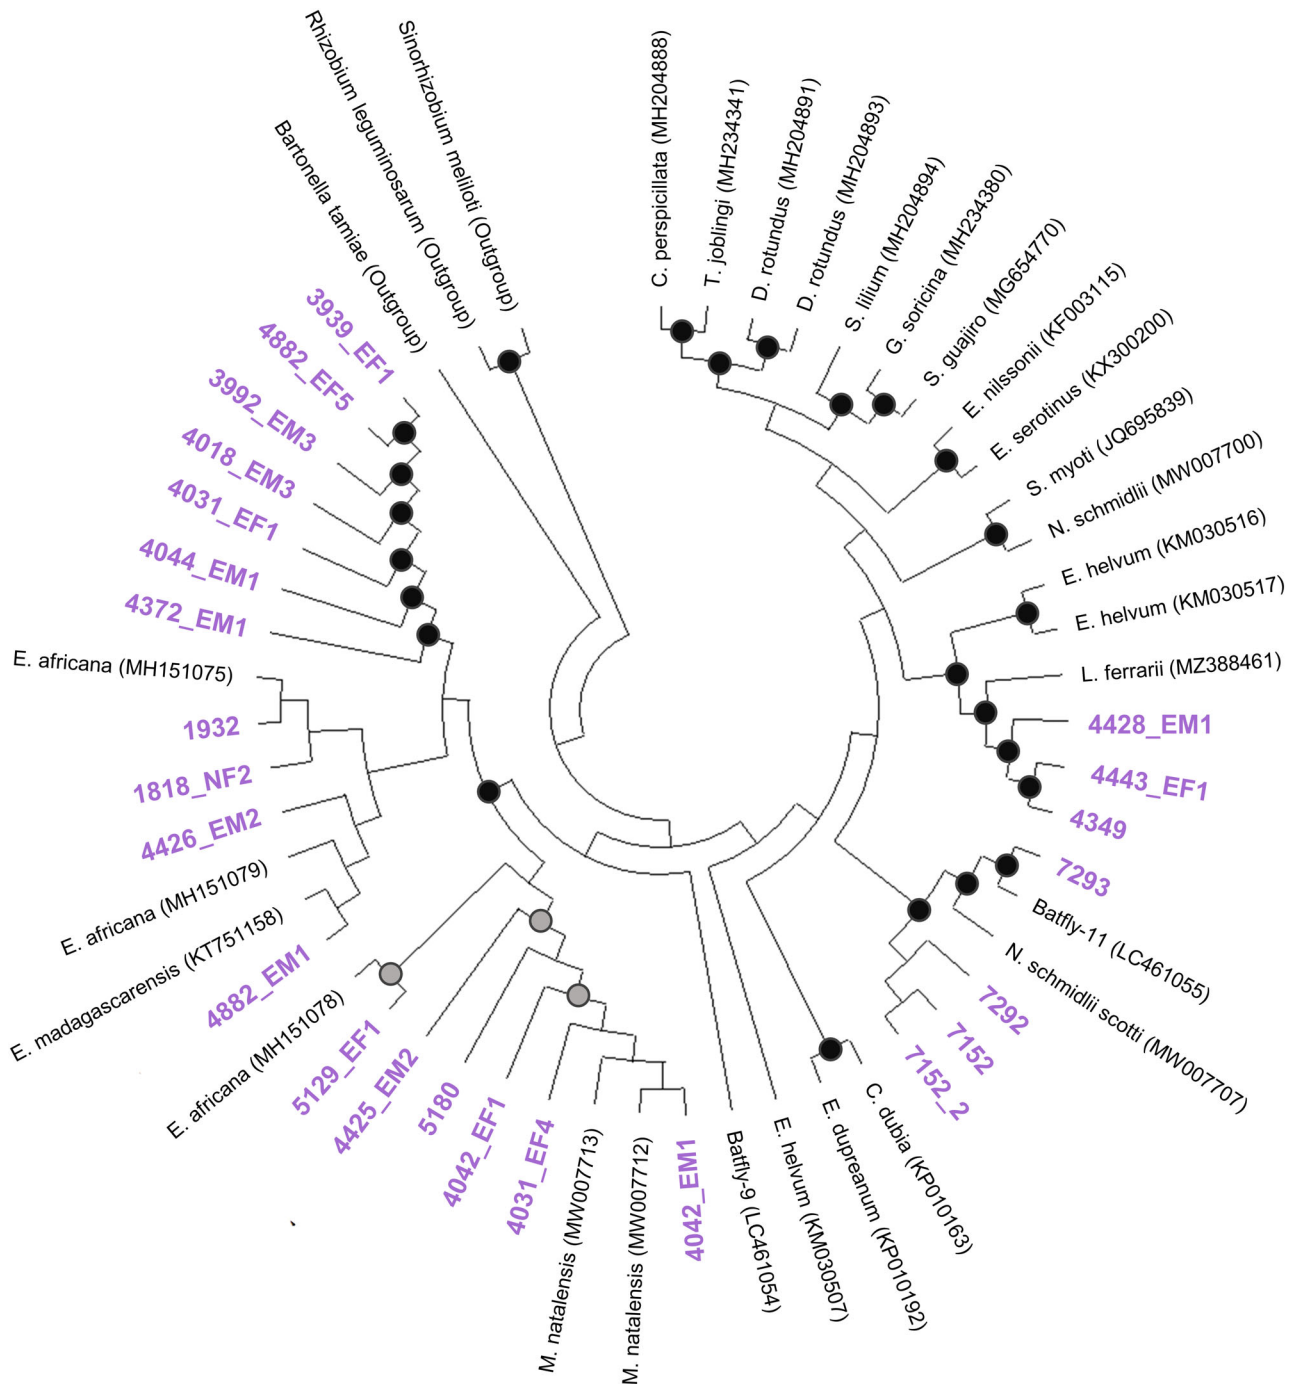 Sinorhizobium meliloti (Outgroup)
C. perspicillata (MH204888)
T. joblingi (MH234341)
D. rotundus (MH204891)
D. rotundus (MH204893)
S. lilium (MH204894)
G. soricina (MH234380)
S. guajiro (MG654770)
E. nilssonii (KF003115)
E. serotinus (KX300200)
S. myoti (JQ695839)
N. schmidlii (MW007700)
E. helvum (KM030516)
E. helvum (KM030517)
L. ferrarii (MZ388461)
4428_EM1
4443_EF1
4349
7293
Batfly-11 (LC461055)
N. schmidlii scotti (MW007707)
7292
7152
7152_2
C. dubia (KP010163)
E. dupreanum (KP010192)
E. helvum (KM030507)
Batfly-9 (LC461054)
4042_EM1
M. natalensis (MW007712)
M. natalensis (MW007713)
4031_EF4
4042_EF1
5180
4425_EM2
5129_EF1
E. africana (MH151078)
4882_EM1
E. madagascarensis (KT751158)
E. africana (MH151079)
4426_EM2
1818_NF2
1932
E. africana (MH151075)
4372_EM1
4044_EM1
4031_EF1
4018_EM3
3992_EM3
4882_EF5
3939_EF1
Bartonella tamiae (Outgroup)
Rhizobium leguminosarum (Outgroup)